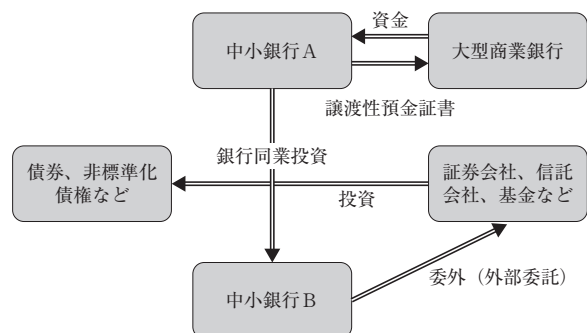 資金
中小銀行A
大型商業銀行
譲渡性預金証書
銀行同業投資
債券、非標準化
債権など
証券会社、信託
会社、基金など
投資
委外(外部委託)
中小銀行B